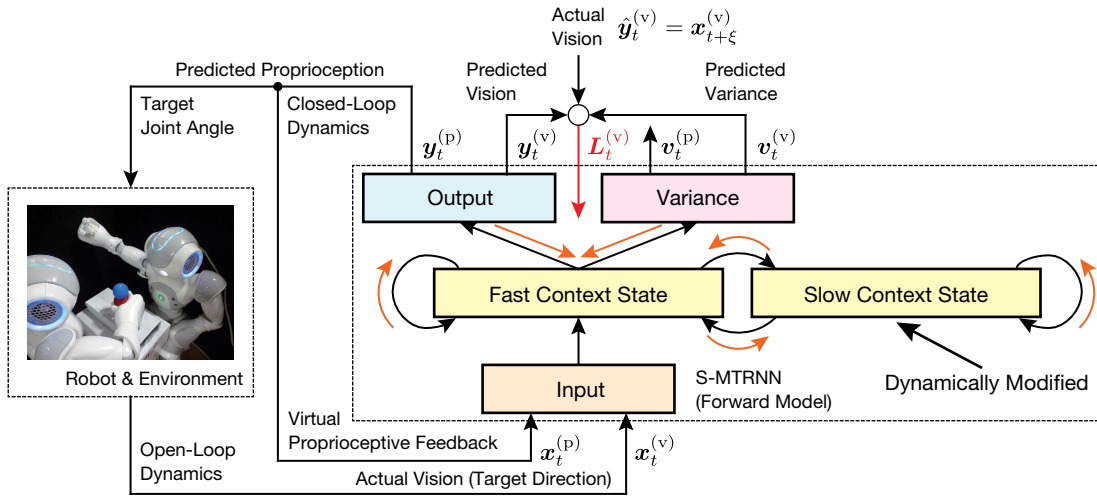 Actual
Vision
ŷ_t^(v) = x_{t+ξ}^(v)
Predicted Proprioception
Predicted
Vision
Predicted
Variance
Target
Joint Angle
Closed-Loop
Dynamics
y_t^(p)
y_t^(v)
L_t^(v)
v_t^(p)
v_t^(v)
Output
Variance
Fast Context State
Slow Context State
Robot & Environment
Input
S-MTRNN
(Forward Model)
Dynamically Modified
Virtual
Proprioceptive Feedback
x_t^(p)
x_t^(v)
Open-Loop
Dynamics
Actual Vision (Target Direction)